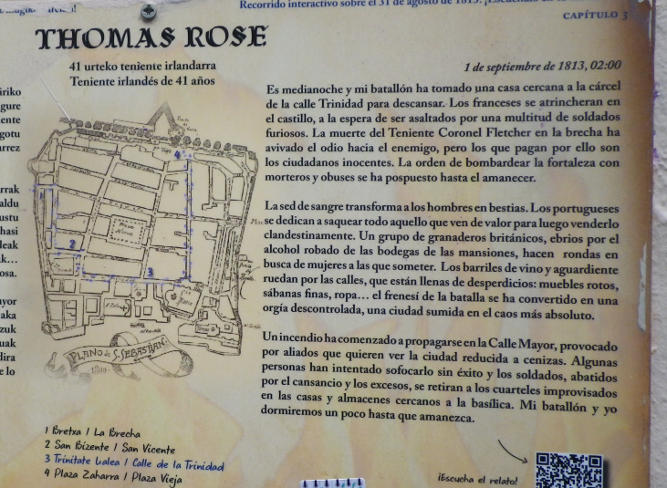 Recorrido interactivo sobre el 31 de agosto de 1813.
CAPÍTULO 3
THOMAS ROSE
41 urteko teniente irlandarra
Teniente irlandés de 41 años
1 de septiembre de 1813, 02:00
Es medianoche y mi batallón ha tomado una casa cercana a la cárcel
de la calle Trinidad para descansar. Los franceses se atrincheran en
el castillo, a la espera de ser asaltados por una multitud de soldados
furiosos. La muerte del Teniente Coronel Fletcher en la brecha ha
avivado el odio hacia el enemigo, pero los que pagan por ello son
los ciudadanos inocentes. La orden de bombardear la fortaleza con
morteros y obuses se ha pospuesto hasta el amanecer.
La sed de sangre transforma a los hombres en bestias. Los portugueses
se dedican a saquear todo aquello que ven de valor para luego venderlo
clandestinamente. Un grupo de granaderos británicos, ebrios por el
alcohol robado de las bodegas de las mansiones, hacen rondas en
busca de mujeres a las que someter. Los barriles de vino y aguardiente
ruedan por las calles, que están llenas de desperdicios: muebles rotos,
sábanas finas, ropa... el frenesí de la batalla se ha convertido en una
orgía descontrolada, una ciudad sumida en el caos más absoluto.
Un incendio ha comenzado a propagarse en la Calle Mayor, provocado
por aliados que quieren ver la ciudad reducida a cenizas. Algunas
personas han intentado sofocarlo sin éxito y los soldados, abatidos
por el cansancio y los excesos, se retiran a los cuarteles improvisados
en las casas y almacenes cercanos a la basílica. Mi batallón y yo
dormiremos un poco hasta que amanezca.
1
2
3
4
PLANO de S. SEBASTIAN
1 Bretxa / La Brecha
2 San Bizente / San Vicente
3 Trinitate kalea / Calle de la Trinidad
4 Plaza Zaharra / Plaza Vieja
¡Escucha el relato!